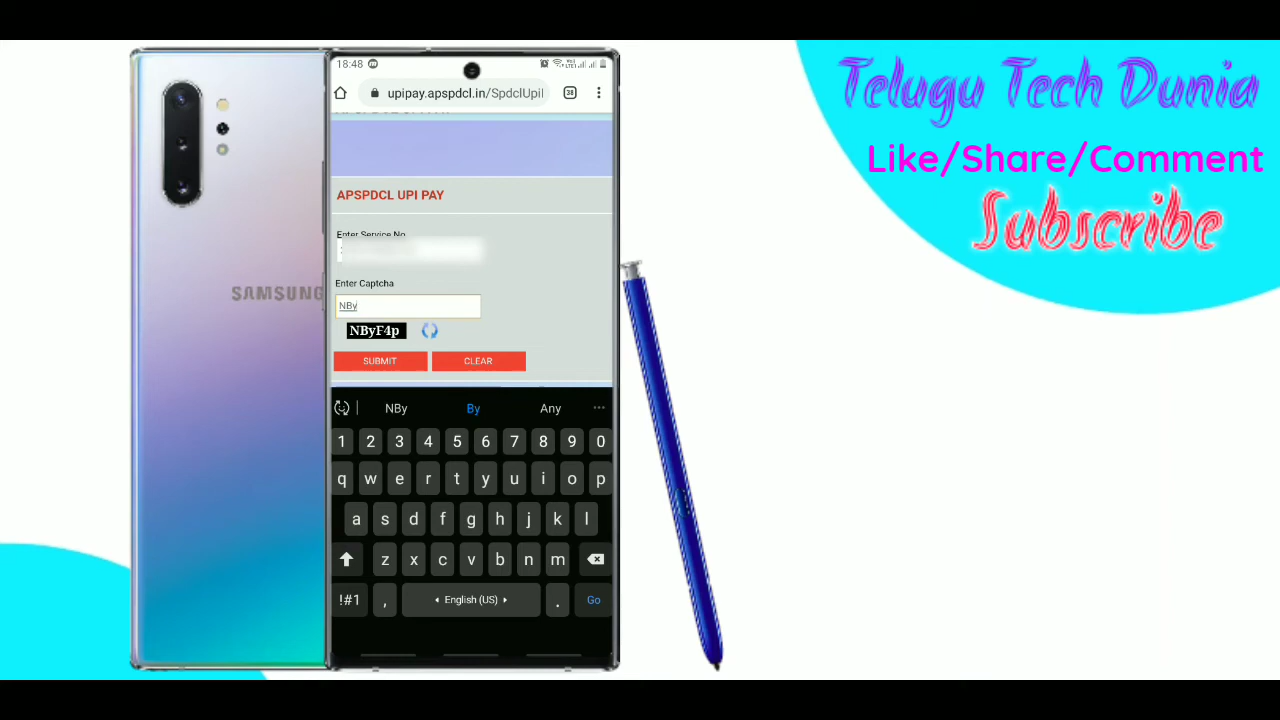 SAMSUNG
18:48
upipay.apspdcl.in/SpdclUpiI
38
APSPDCL UPI PAY
Enter Service No
Enter Captcha
NBy
NByF4p
SUBMIT CLEAR
NBy By Any ...
1 2 3 4 5 6 7 8 9 0
q w e r t y u i o p
a s d f g h j k l
z x c v b n m
!#1 , English (US) . Go
Telugu Tech Dunia
Like/Share/Comment
Subscribe